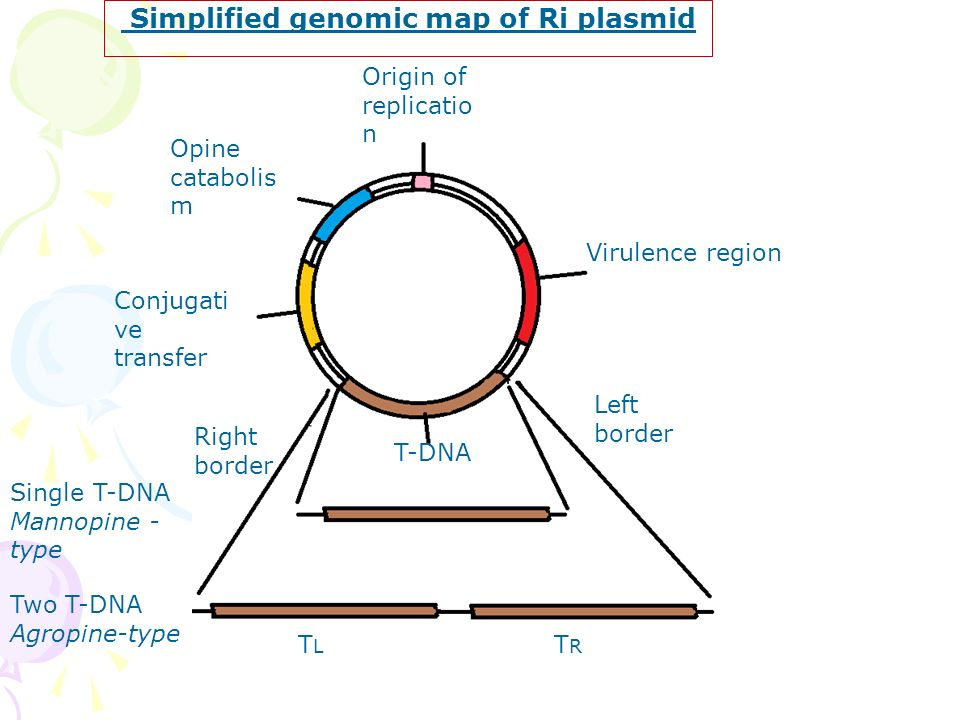 Simplified genomic map of Ri plasmid
Origin of
replicatio
n
Opine
catabolis
m
Virulence region
Conjugati
ve
transfer
Left
border
Right
border
T-DNA
Single T-DNA
Mannopine -
type
Two T-DNA
Agropine-type
TL
TR